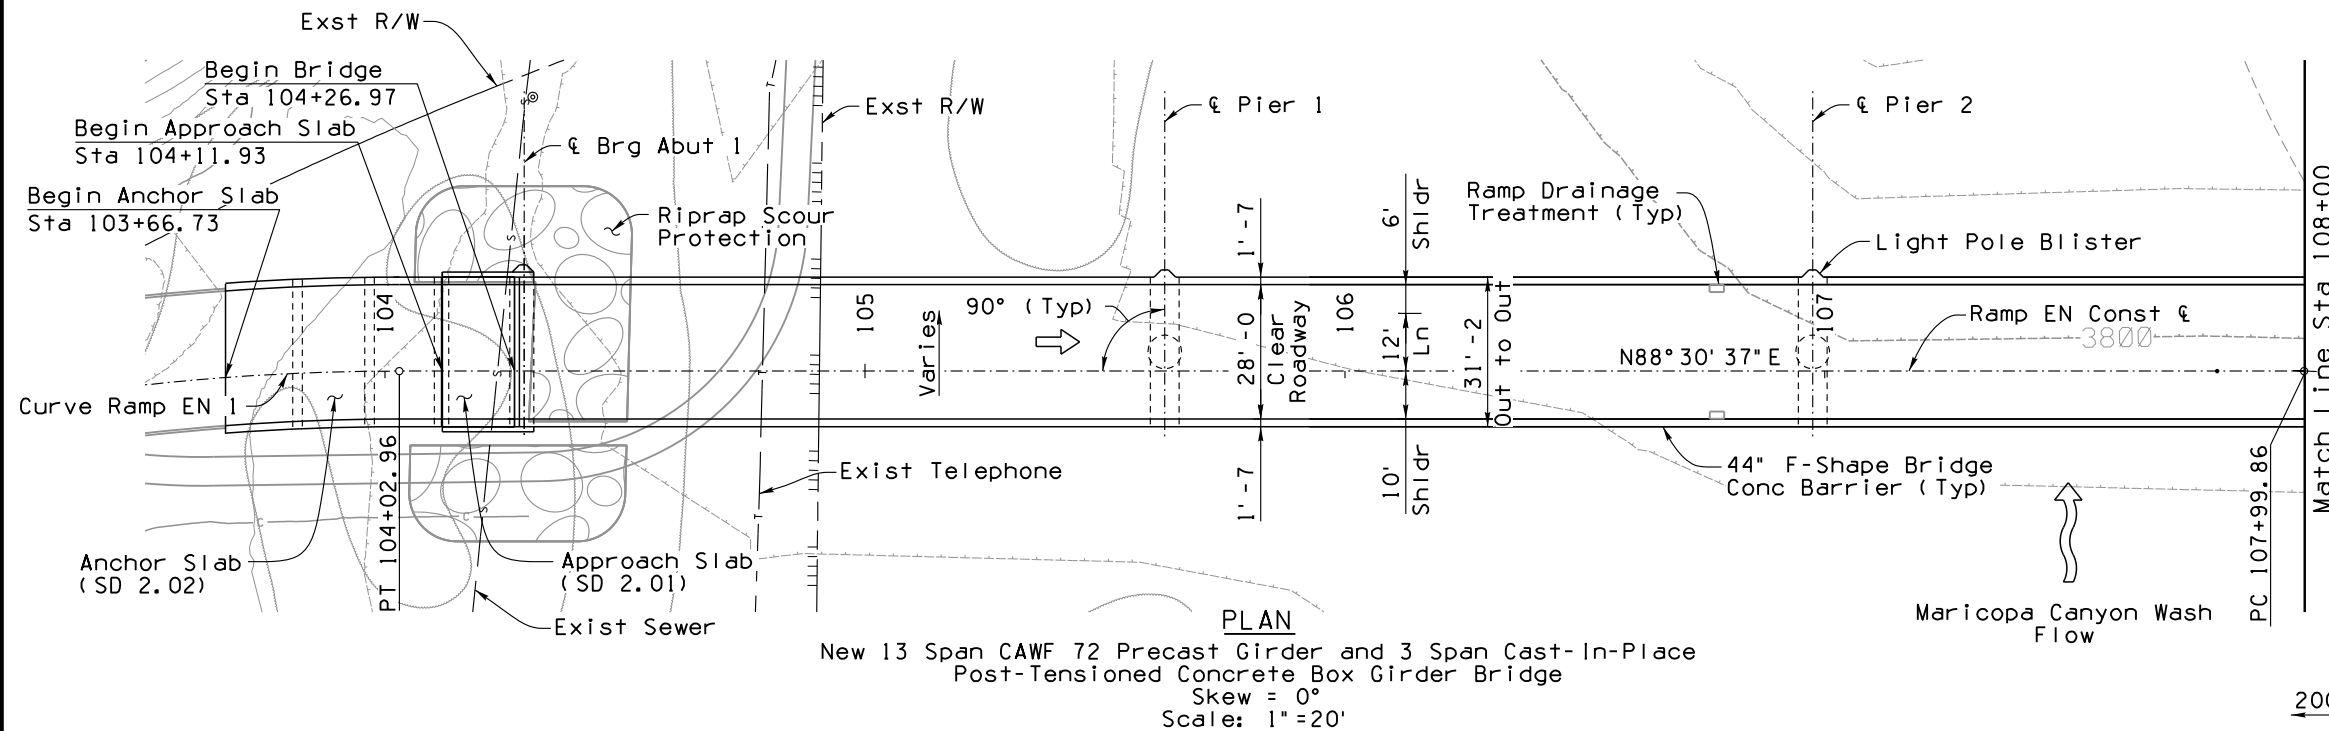 Exst R/W
Begin Bridge
Sta 104+26.97
Begin Approach Slab
Sta 104+11.93
Begin Anchor Slab
Sta 103+66.73
℄ Brg Abut 1
Exst R/W
℄ Pier 1
℄ Pier 2
Riprap Scour
Protection
1'-7
6'
Shldr
Ramp Drainage
Treatment (Typ)
Light Pole Blister
Match Line Sta 108+00
104
105
106
107
90° (Typ)
Varies
28'-0
Clear
Roadway
12'
Ln
31'-2
Out to Out
Ramp EN Const ℄
3800
N88°30'37"E
Curve Ramp EN 1
PT 104+02.96
Exist Telephone
1'-7
10'
Shldr
44" F-Shape Bridge
Conc Barrier (Typ)
PC 107+99.86
Anchor Slab
(SD 2.02)
Approach Slab
(SD 2.01)
Exist Sewer
S
S
S
S
T
T
T
T
C
C
Maricopa Canyon Wash
Flow
PLAN
New 13 Span CAWF 72 Precast Girder and 3 Span Cast-In-Place
Post-Tensioned Concrete Box Girder Bridge
Skew = 0°
Scale: 1"=20'